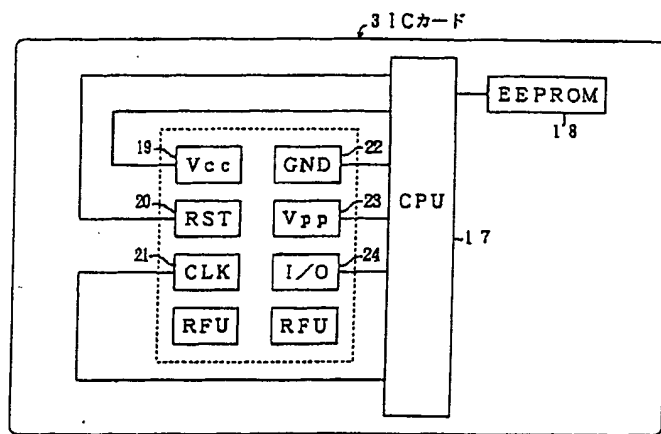 3 ICカード
EEPROM
18
19
Vcc
GND
22
CPU
20
RST
Vpp
23
17
21
CLK
I/O
24
RFU
RFU